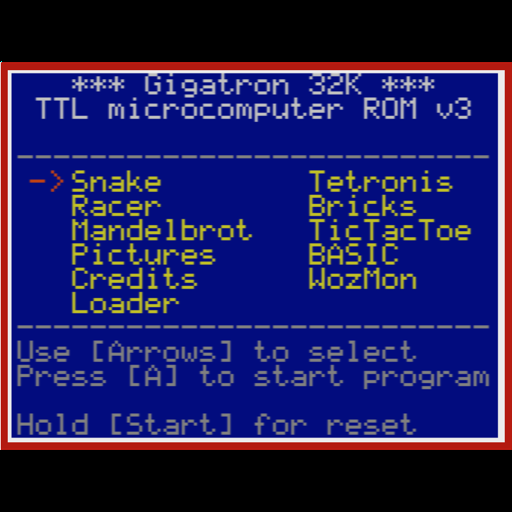 *** Gigatron 32K ***
TTL microcomputer ROM v3
--------------------------
->Snake Tetronis
Racer Bricks
Mandelbrot TicTacToe
Pictures BASIC
Credits WozMon
Loader
--------------------------
Use [Arrows] to select
Press [A] to start program
Hold [Start] for reset